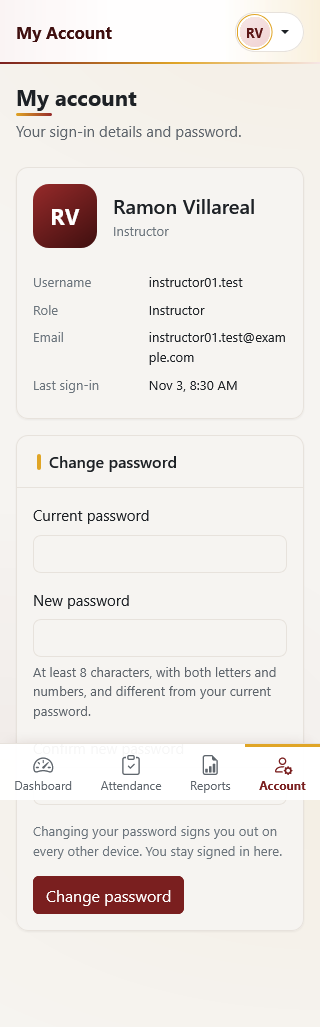 My Account
RV
My account
Your sign-in details and password.
RV
Ramon Villareal
Instructor
Username
instructor01.test
Role
Instructor
Email
instructor01.test@exam
ple.com
Last sign-in
Nov 3, 8:30 AM
Change password
Current password
New password
At least 8 characters, with both letters and
numbers, and different from your current
password.
Confirm new password
Dashboard
Attendance
Reports
Account
Changing your password signs you out on
every other device. You stay signed in here.
Change password